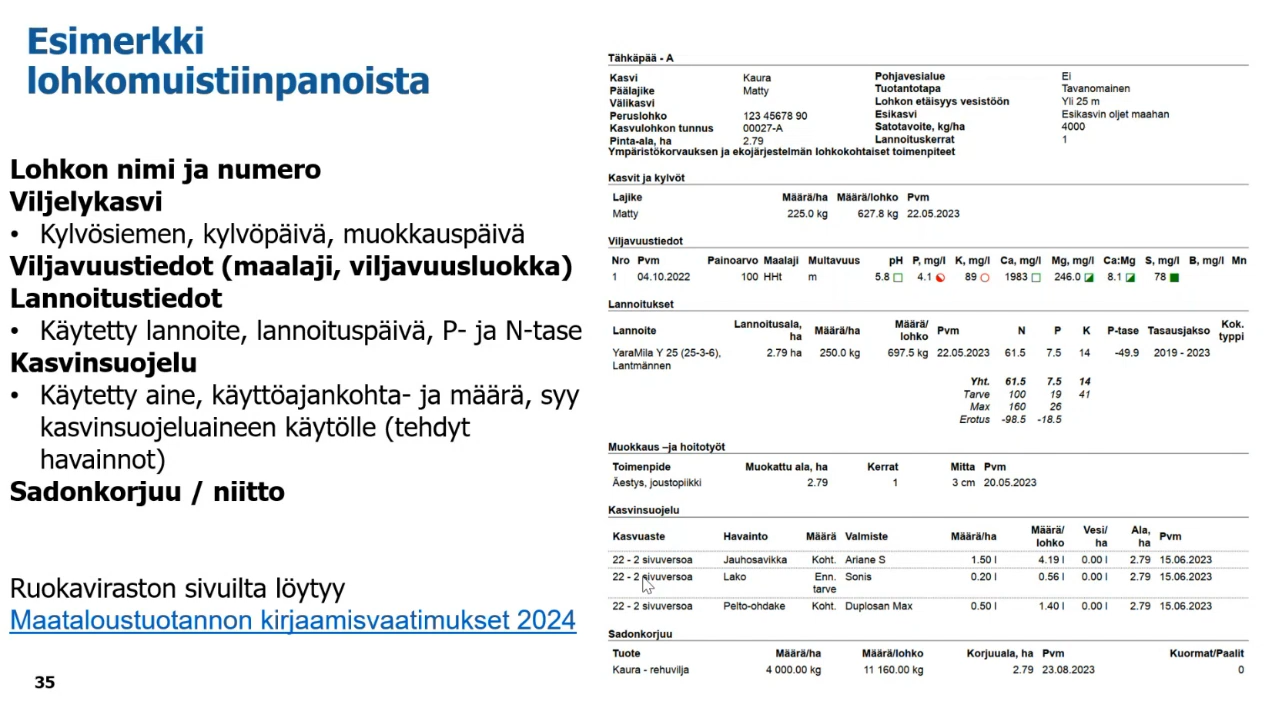 Esimerkki
lohkomuistiinpanoista
Lohkon nimi ja numero
Viljelykasvi
• Kylvösiemen, kylvöpäivä, muokkauspäivä
Viljavuustiedot (maalaji, viljavuusluokka)
Lannoitustiedot
• Käytetty lannoite, lannoituspäivä, P- ja N-tase
Kasvinsuojelu
• Käytetty aine, käyttöajankohta- ja määrä, syy
kasvinsuojeluaineen käytölle (tehdyt
havainnot)
Sadonkorjuu / niitto
Ruokaviraston sivuilta löytyy
Maataloustuotannon kirjaamisvaatimukset 2024
35
Tähkäpää - A
Kasvi Kaura Pohjavesialue Ei
Päälajike Matty Tuotantotapa Tavanomainen
Välikasvi Lohkon etäisyys vesistöön Yli 25 m
Peruslohko 123 45678 90 Esikasvi Esikasvin oljet maahan
Kasvulohkon tunnus 00027-A Satotavoite, kg/ha 4000
Pinta-ala, ha 2.79 Lannoituskerrat 1
Ympäristökorvauksen ja ekojärjestelmän lohkokohtaiset toimenpiteet
Kasvit ja kylvöt
Lajike Määrä/ha Määrä/lohko Pvm
Matty 225.0 kg 627.8 kg 22.05.2023
Viljavuustiedot
Nro Pvm Painoarvo Maalaji Multavuus pH P, mg/l K, mg/l Ca, mg/l Mg, mg/l Ca:Mg S, mg/l B, mg/l Mn
1 04.10.2022 100 HHt m 5.8 4.1 89 1983 246.0 8.1 78
Lannoitukset
Lannoite Lannoitusala, ha Määrä/ha Määrä/ lohko Pvm N P K P-tase Tasausjakso Kok. typpi
YaraMila Y 25 (25-3-6), 2.79 ha 250.0 kg 697.5 kg 22.05.2023 61.5 7.5 14 -49.9 2019 - 2023
Lantmännen
Yht. 61.5 7.5 14
Tarve 100 19 41
Max 160 26
Erotus -98.5 -18.5
Muokkaus –ja hoitotyöt
Toimenpide Muokattu ala, ha Kerrat Mitta Pvm
Äestys, joustopiikki 2.79 1 3 cm 20.05.2023
Kasvinsuojelu
Kasvuaste Havainto Määrä Valmiste Määrä/ha Määrä/ lohko Vesi/ ha Ala, ha Pvm
22 - 2 sivuversoa Jauhosavikka Koht. Ariane S 1.50 l 4.19 l 0.00 l 2.79 15.06.2023
22 - 2 sivuversoa Lako Enn. Sonis 0.20 l 0.56 l 0.00 l 2.79 15.06.2023
tarve
22 - 2 sivuversoa Pelto-ohdake Koht. Duplosan Max 0.50 l 1.40 l 0.00 l 2.79 15.06.2023
Sadonkorjuu
Tuote Määrä/ha Määrä/lohko Korjuuala, ha Pvm Kuormat/Paalit
Kaura - rehuvilja 4 000.00 kg 11 160.00 kg 2.79 23.08.2023 0